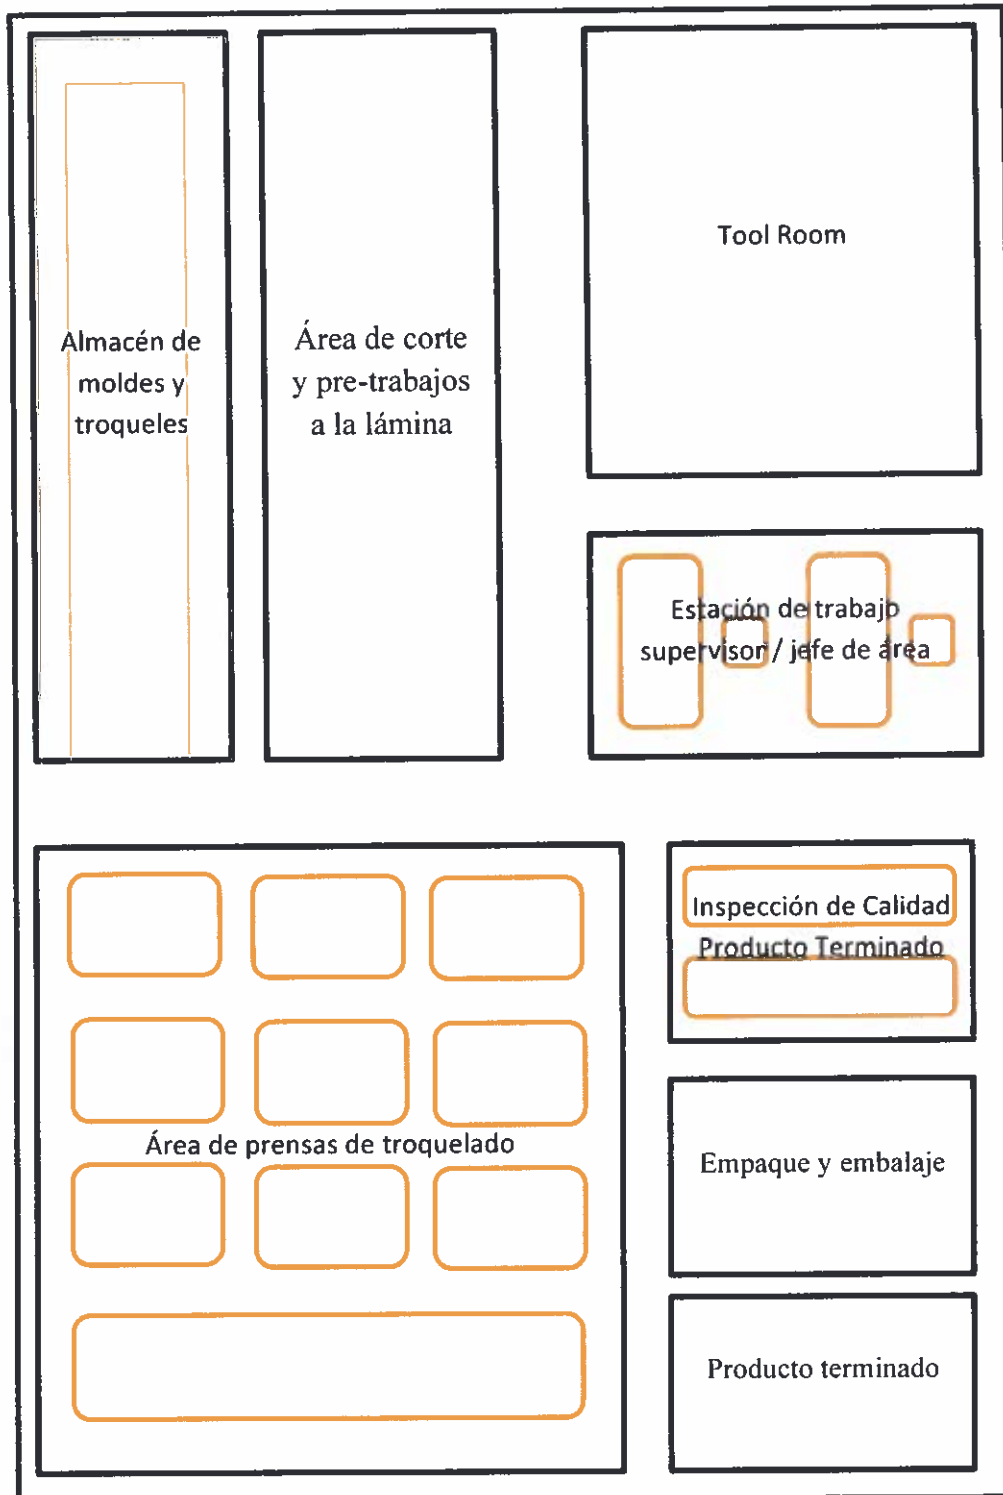 Almacén de
moldes y
troqueles
Área de corte
y pre-trabajos
a la lámina
Tool Room
Estación de trabajo
supervisor / jefe de área
Área de prensas de troquelado
Inspección de Calidad
Producto Terminado
Empaque y embalaje
Producto terminado